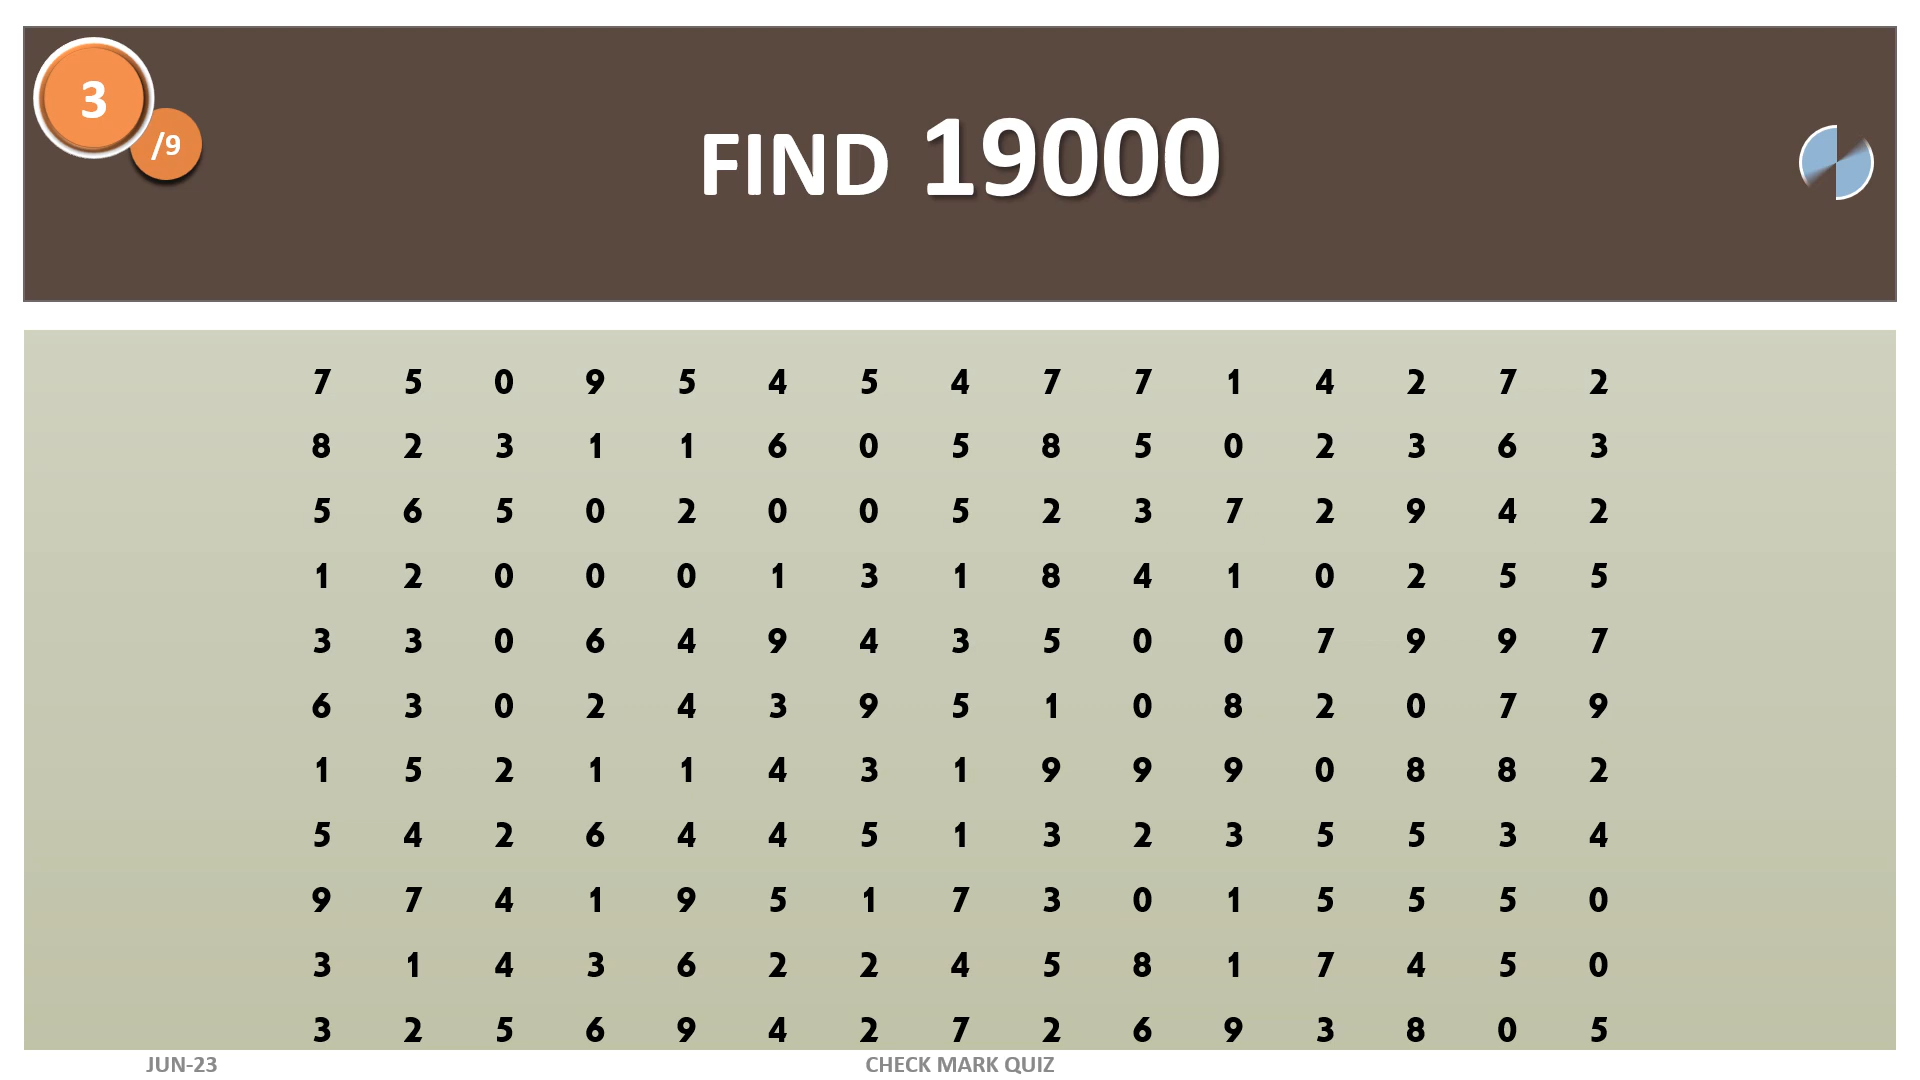 3
/9
FIND 19000
7 5 0 9 5 4 5 4 7 7 1 4 2 7 2
8 2 3 1 1 6 0 5 8 5 0 2 3 6 3
5 6 5 0 2 0 0 5 2 3 7 2 9 4 2
1 2 0 0 0 1 3 1 8 4 1 0 2 5 5
3 3 0 6 4 9 4 3 5 0 0 7 9 9 7
6 3 0 2 4 3 9 5 1 0 8 2 0 7 9
1 5 2 1 1 4 3 1 9 9 9 0 8 8 2
5 4 2 6 4 4 5 1 3 2 3 5 5 3 4
9 7 4 1 9 5 1 7 3 0 1 5 5 5 0
3 1 4 3 6 2 2 4 5 8 1 7 4 5 0
3 2 5 6 9 4 2 7 2 6 9 3 8 0 5
JUN-23 CHECK MARK QUIZ